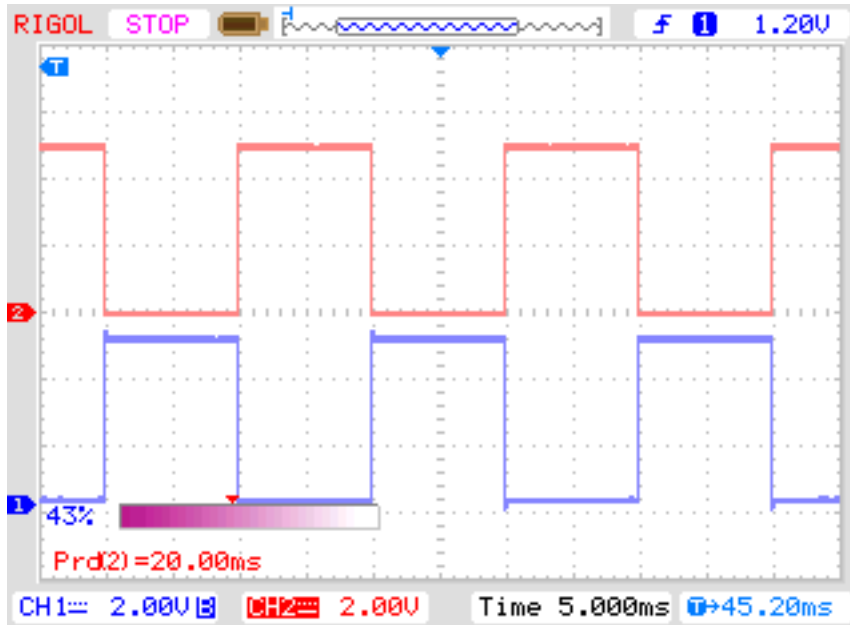 RIGOL STOP 1 1.20V
T
2
1
43%
Prd(2)=20.00ms
CH1 2.00V B CH2 2.00V Time 5.000ms T→45.20ms